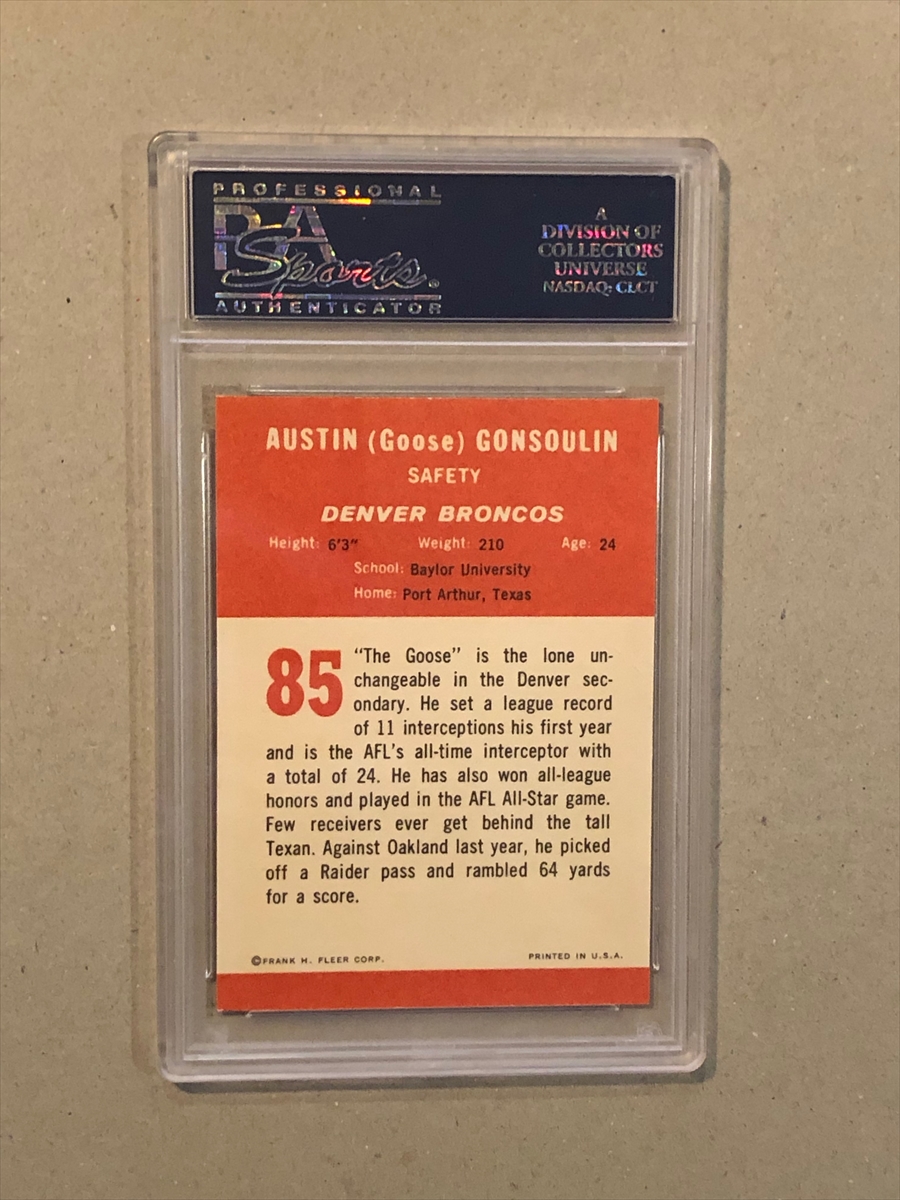 PROFESSIONAL
PSA
Sports.
AUTHENTICATOR
A
DIVISION OF
COLLECTORS
UNIVERSE
NASDAQ: CLCT
AUSTIN (Goose) GONSOULIN
SAFETY
DENVER BRONCOS
Height: 6'3" Weight: 210 Age: 24
School: Baylor University
Home: Port Arthur, Texas
85
"The Goose" is the lone un-
changeable in the Denver sec-
ondary. He set a league record
of 11 interceptions his first year
and is the AFL's all-time interceptor with
a total of 24. He has also won all-league
honors and played in the AFL All-Star game.
Few receivers ever get behind the tall
Texan. Against Oakland last year, he picked
off a Raider pass and rambled 64 yards
for a score.
©FRANK H. FLEER CORP. PRINTED IN U.S.A.